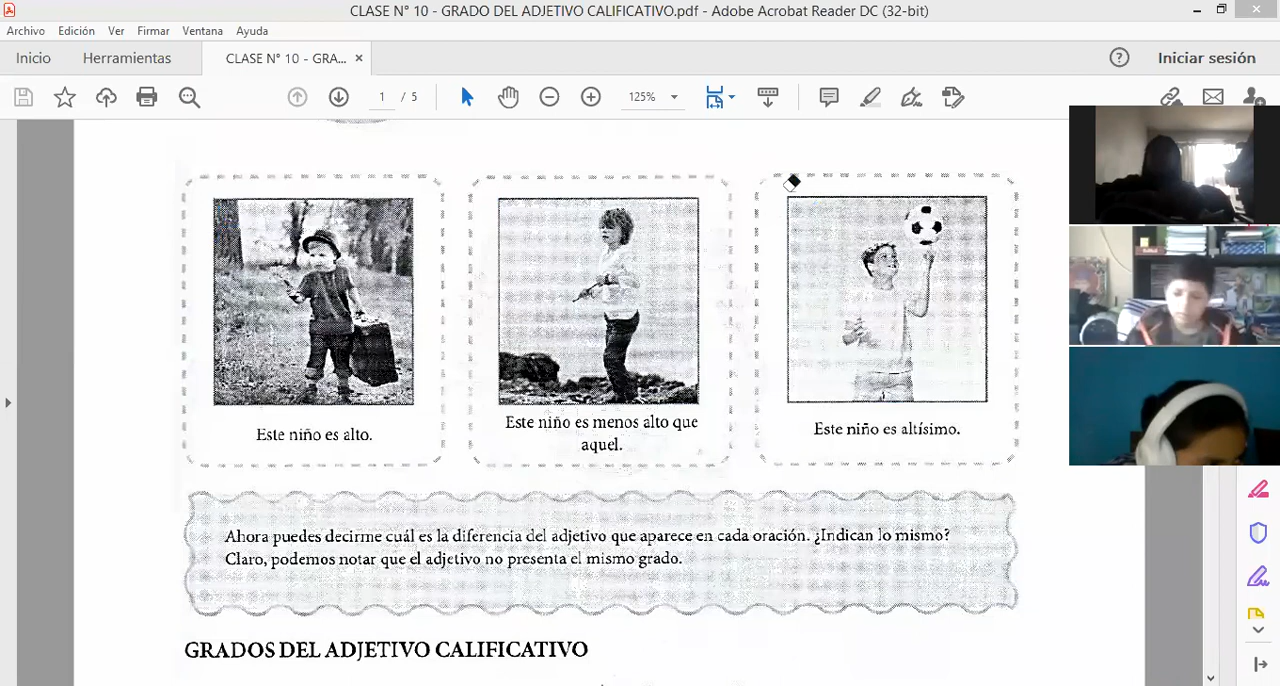 CLASE N° 10 - GRADO DEL ADJETIVO CALIFICATIVO.pdf - Adobe Acrobat Reader DC (32-bit)
Archivo Edición Ver Firmar Ventana Ayuda
Inicio Herramientas CLASE N° 10 - GRA... × Iniciar sesión
1 / 5 125%
Este niño es alto.
Este niño es menos alto que
aquel.
Este niño es altísimo.
Ahora puedes decirme cuál es la diferencia del adjetivo que aparece en cada oración. ¿Indican lo mismo?
Claro, podemos notar que el adjetivo no presenta el mismo grado.
GRADOS DEL ADJETIVO CALIFICATIVO